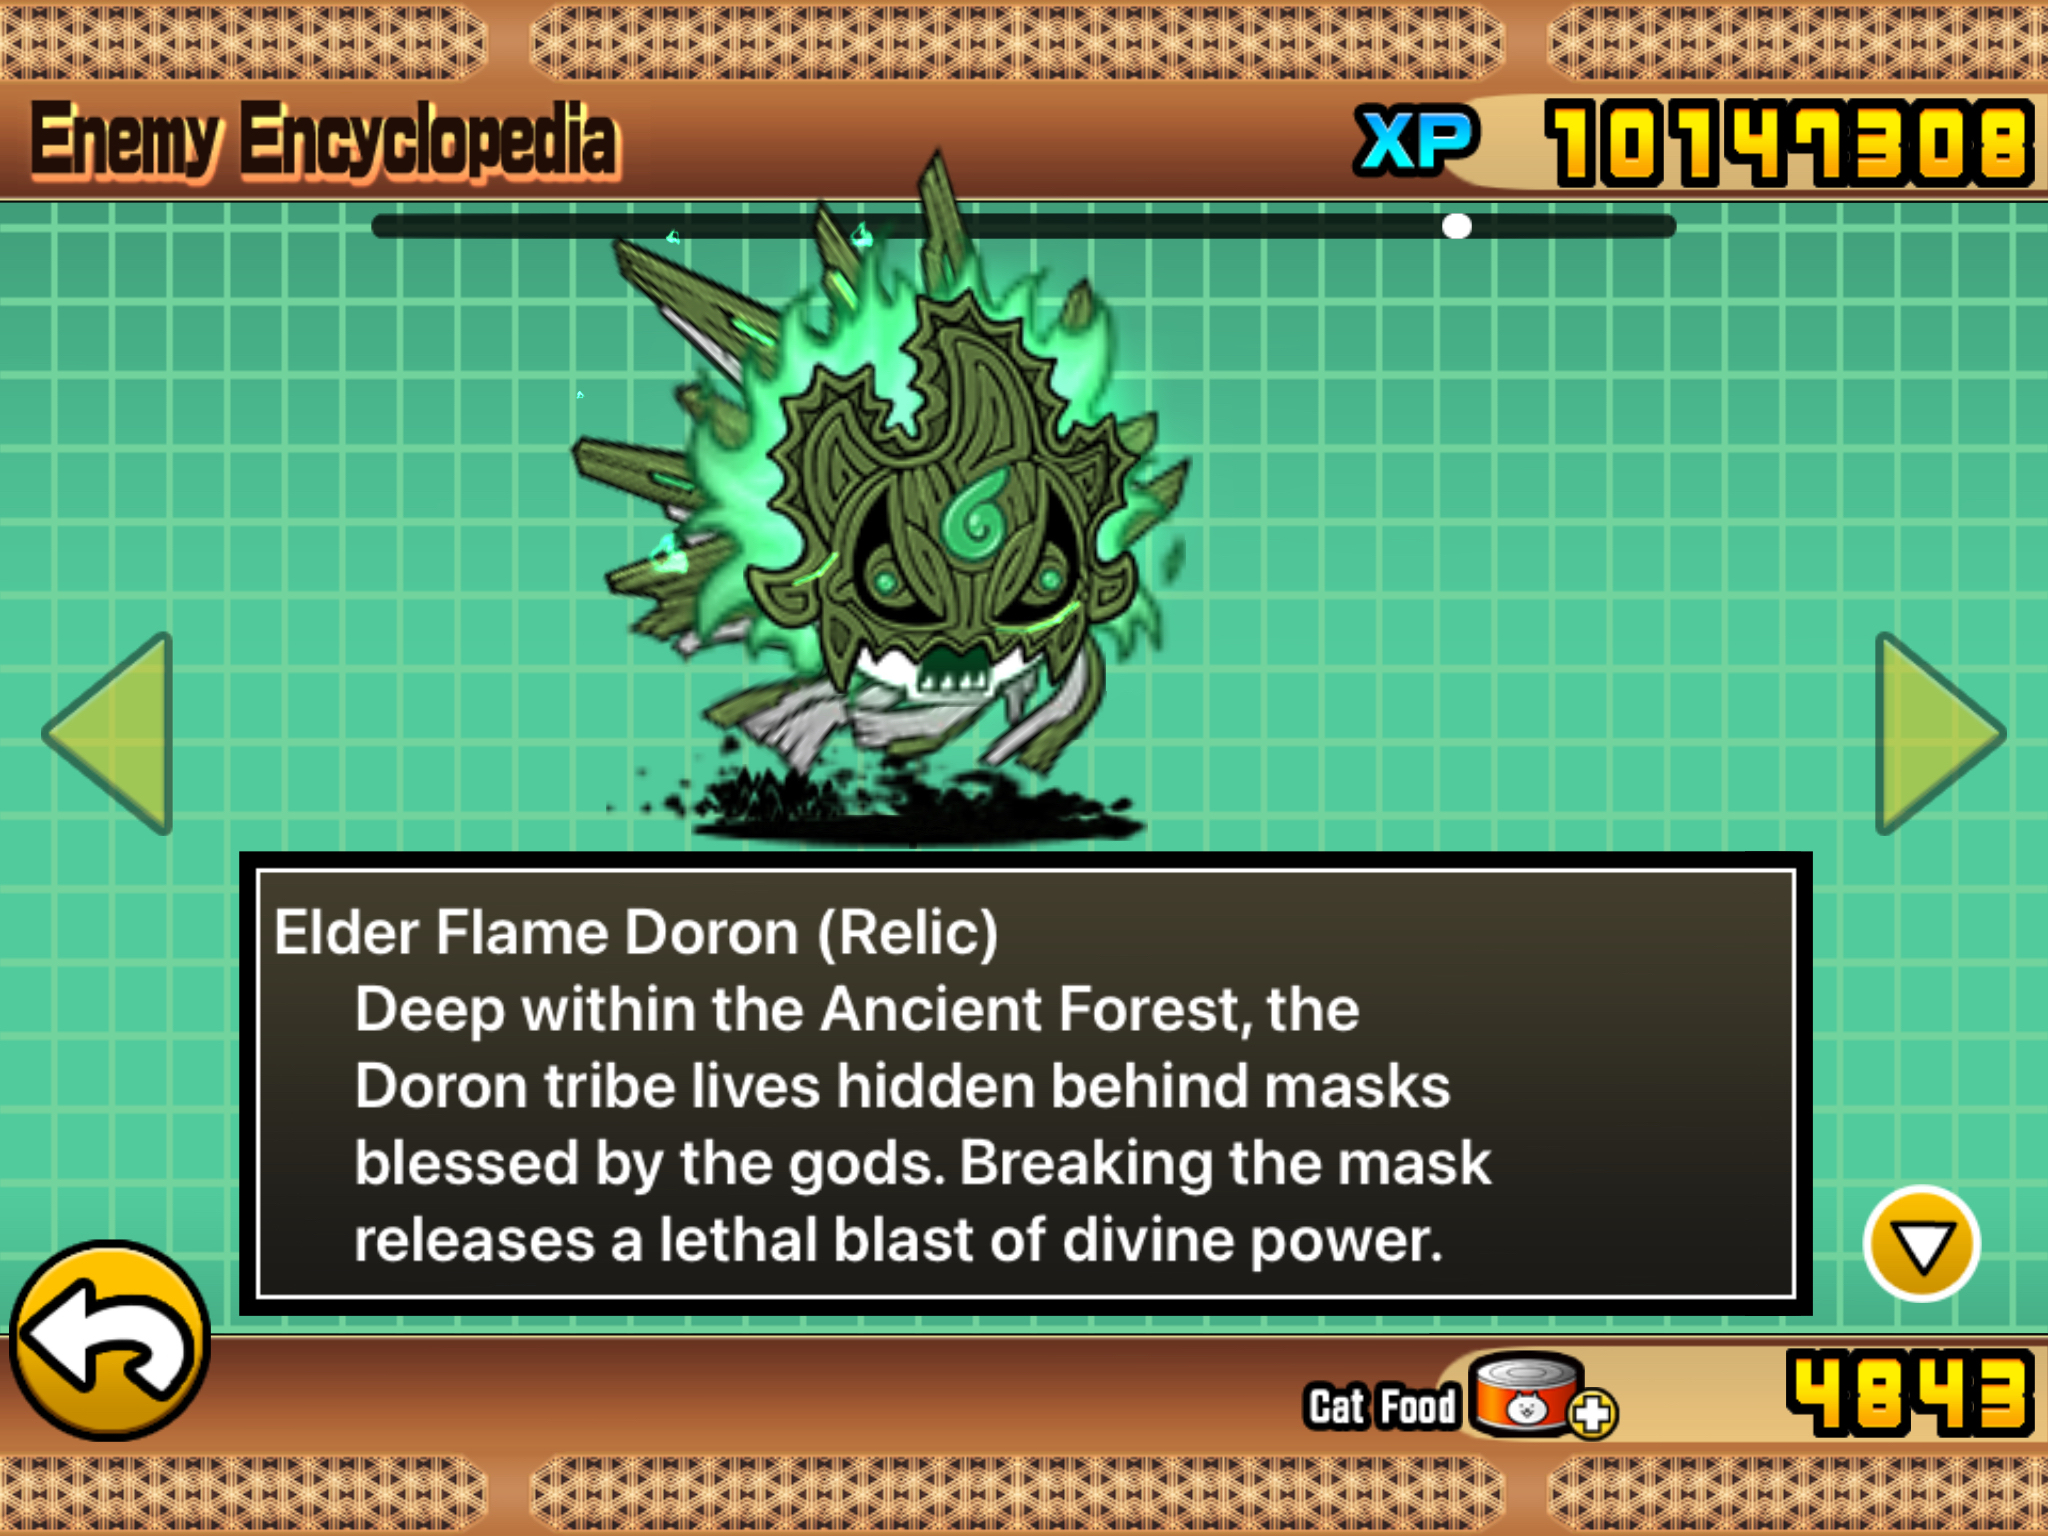 Enemy Encyclopedia
XP 10147308
Elder Flame Doron (Relic)
Deep within the Ancient Forest, the
Doron tribe lives hidden behind masks
blessed by the gods. Breaking the mask
releases a lethal blast of divine power.
Cat Food 4843